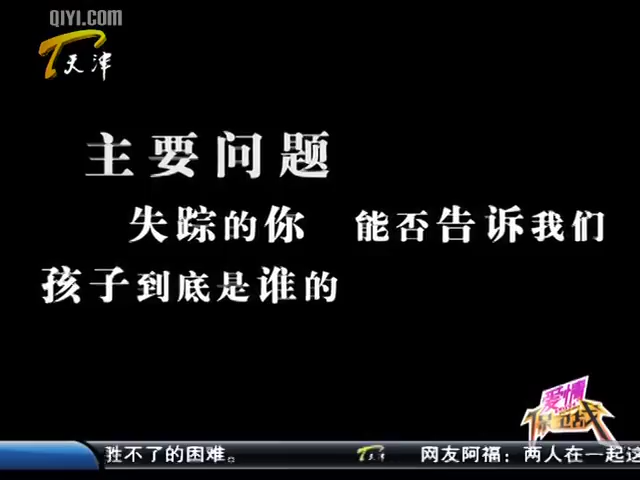 QIYI.COM
天津
主要问题
失踪的你 能否告诉我们
孩子到底是谁的
爱情
保卫战
胜不了的困难。 天津 网友阿福：两人在一起这